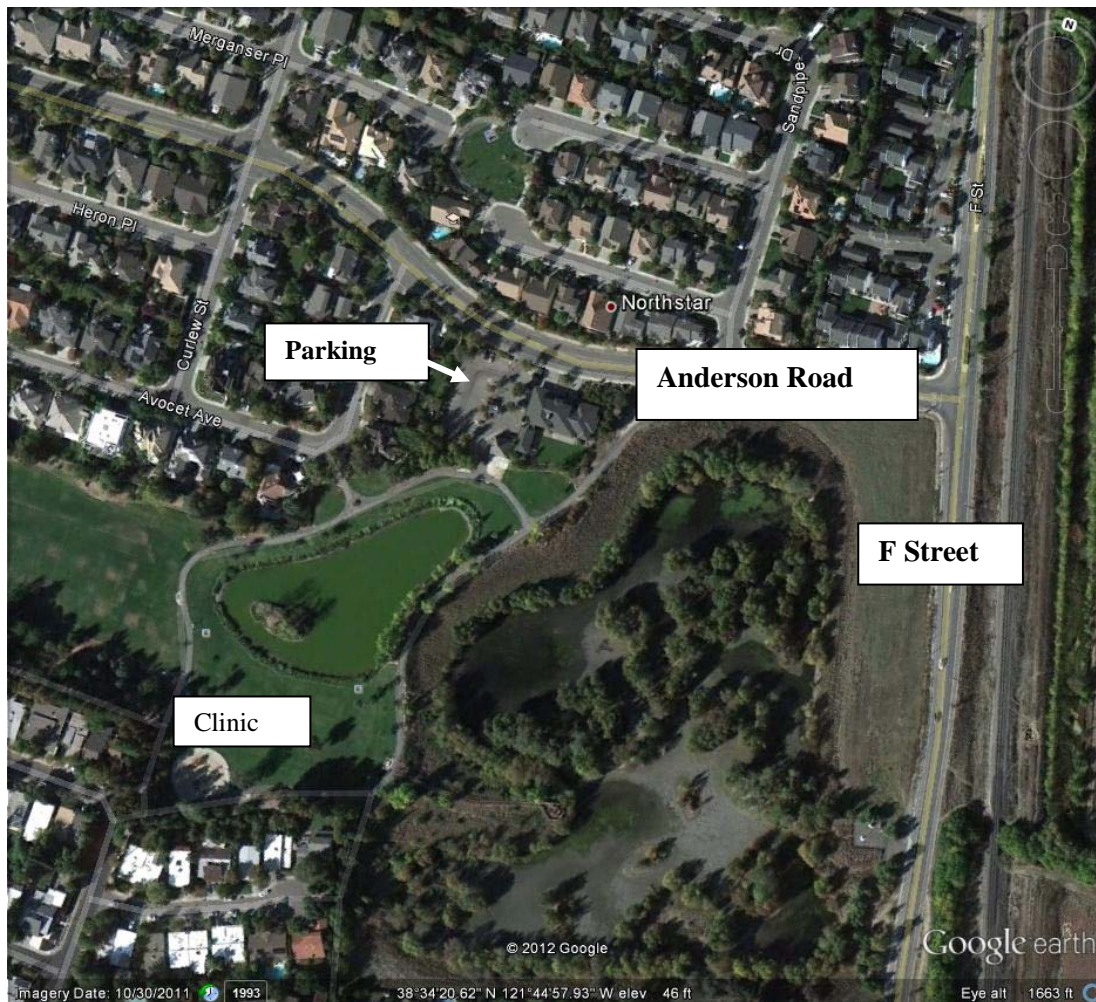 Merganser Pl
Sandpiper Dr
N
F St
Heron Pl
Curlew St
Northstar
Parking
Anderson Road
Avocet Ave
F Street
Clinic
© 2012 Google
Google earth
Imagery Date: 10/30/2011
1993
38°34'20.62" N 121°44'57.93" W elev 46 ft
Eye alt 1663 ft